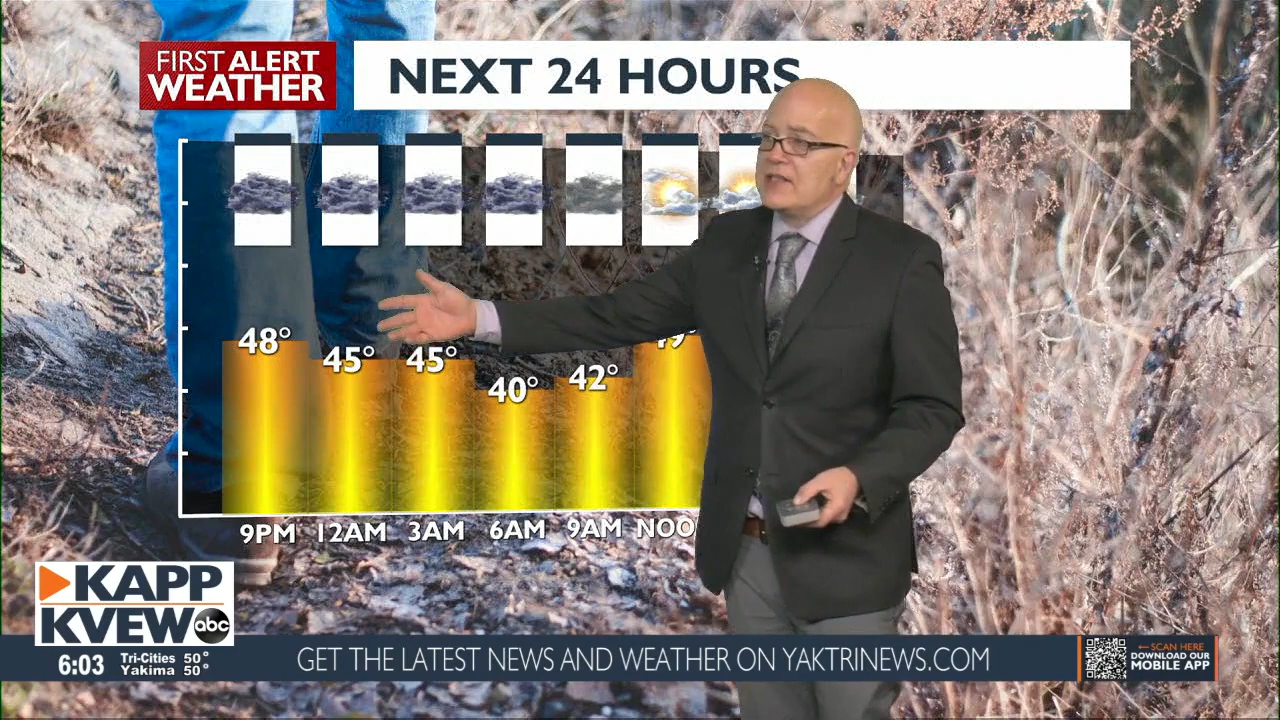 FIRST ALERT
WEATHER
NEXT 24 HOURS
48°
45°
45°
40°
42°
9PM 12AM 3AM 6AM 9AM NOO
KAPP
KVEW abc
6:03
Tri-Cities 50°
Yakima 50°
GET THE LATEST NEWS AND WEATHER ON YAKTRINEWS.COM
SCAN HERE
DOWNLOAD OUR
MOBILE APP